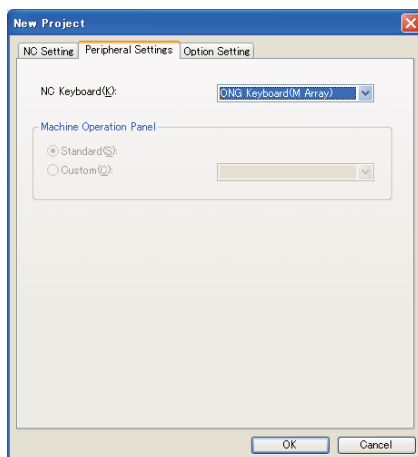 New Project
NC Setting Peripheral Settings Option Setting
NC Keyboard(K): ONG Keyboard(M Array)
Machine Operation Panel
Standard(S):
Custom(C):
OK Cancel